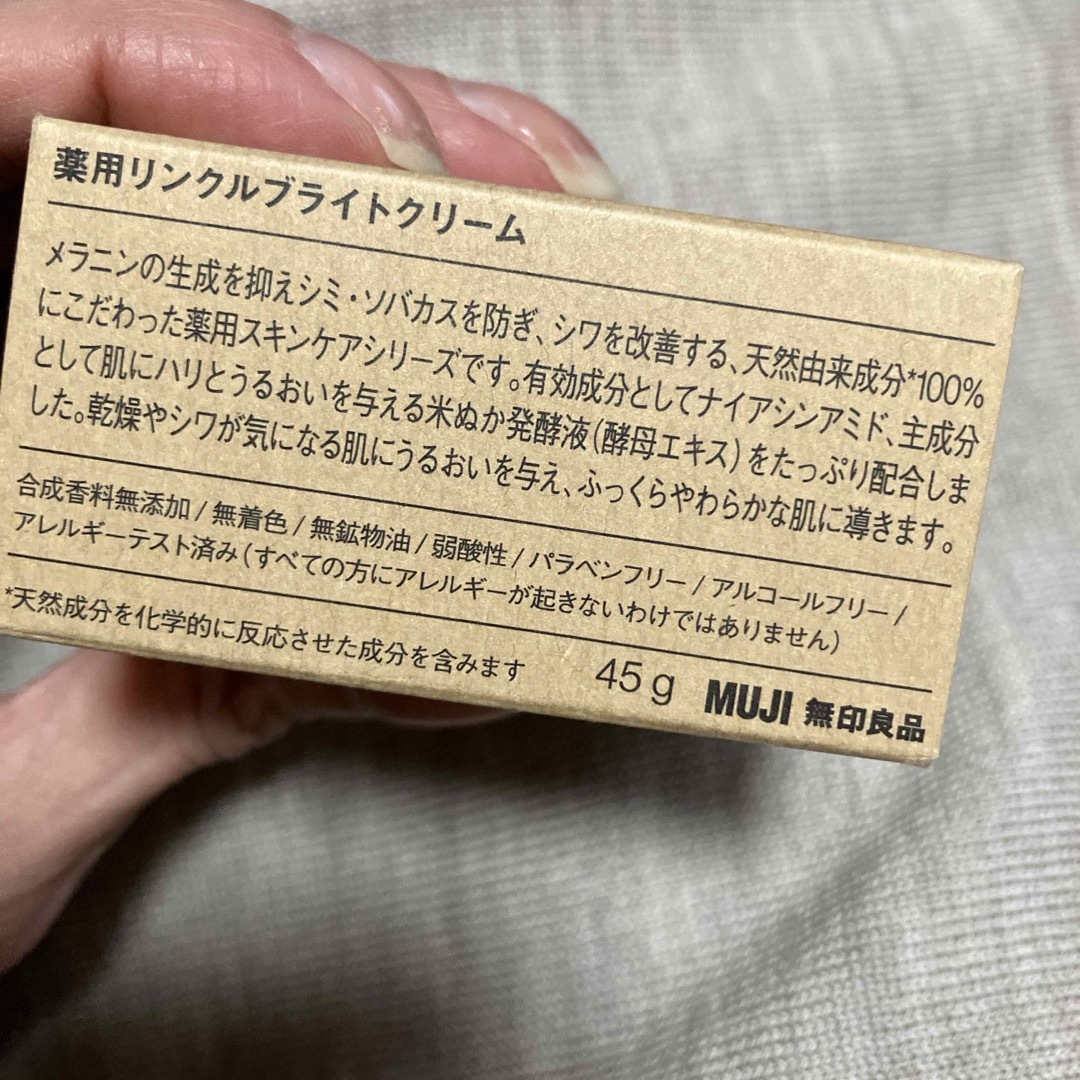 薬用リンクルブライトクリーム
メラニンの生成を抑えシミ・ソバカスを防ぎ、シワを改善する、天然由来成分*100%
にこだわった薬用スキンケアシリーズです。有効成分としてナイアシンアミド、主成分
として肌にハリとうるおいを与える米ぬか発酵液(酵母エキス)をたっぷり配合しま
した。乾燥やシワが気になる肌にうるおいを与え、ふっくらやわらかな肌に導きます。
合成香料無添加/無着色/無鉱物油/弱酸性/パラベンフリー/アルコールフリー/
アレルギーテスト済み(すべての方にアレルギーが起きないわけではありません)
*天然成分を化学的に反応させた成分を含みます
45g MUJI 無印良品